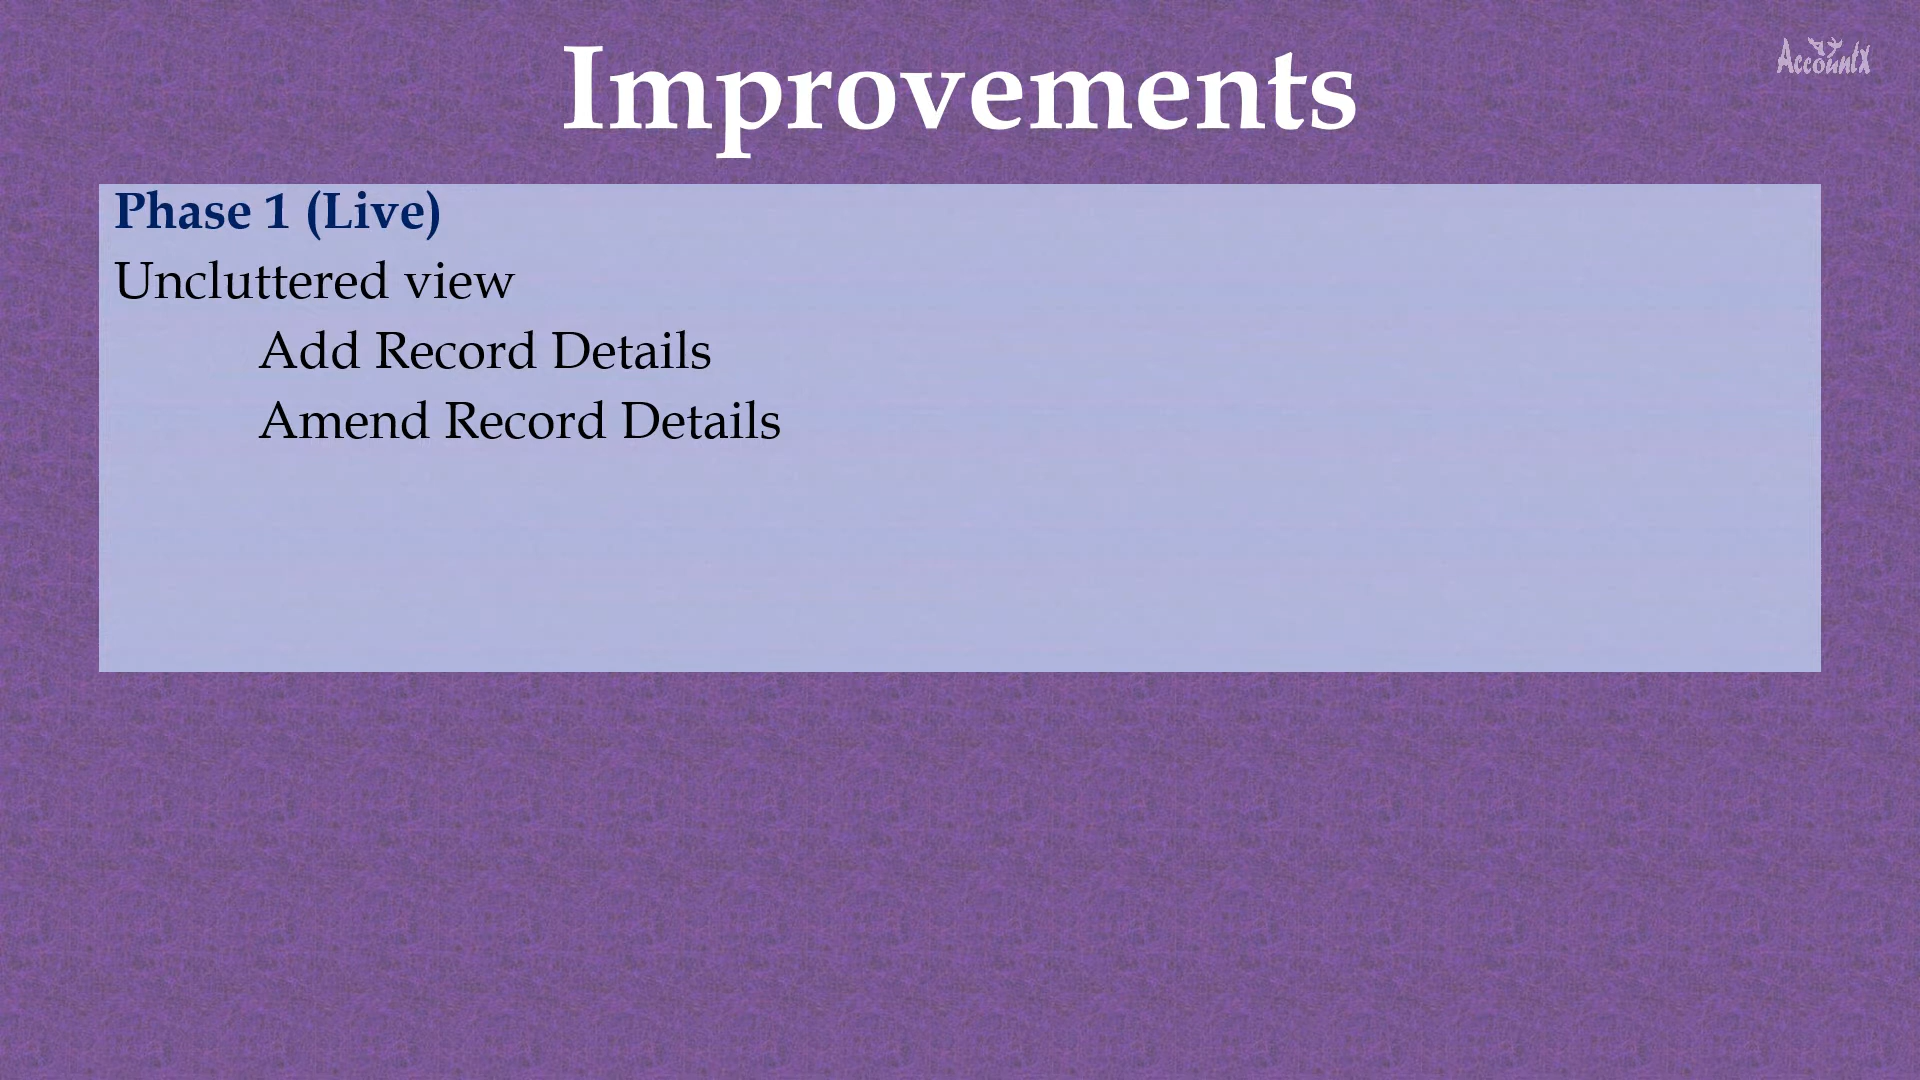 Improvements
AccountX
Phase 1 (Live)
Uncluttered view
Add Record Details
Amend Record Details